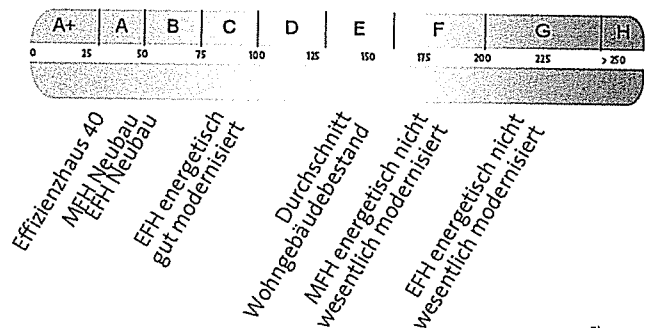 A+ A B C D E F G H
0 25 50 75 100 125 150 175 200 225 > 250
Effizienzhaus 40
MFH Neubau
EFH Neubau
EFH energetisch
gut modernisiert
Durchschnitt
Wohngebäudebestand
MFH energetisch nicht
wesentlich modernisiert
EFH energetisch nicht
wesentlich modernisiert